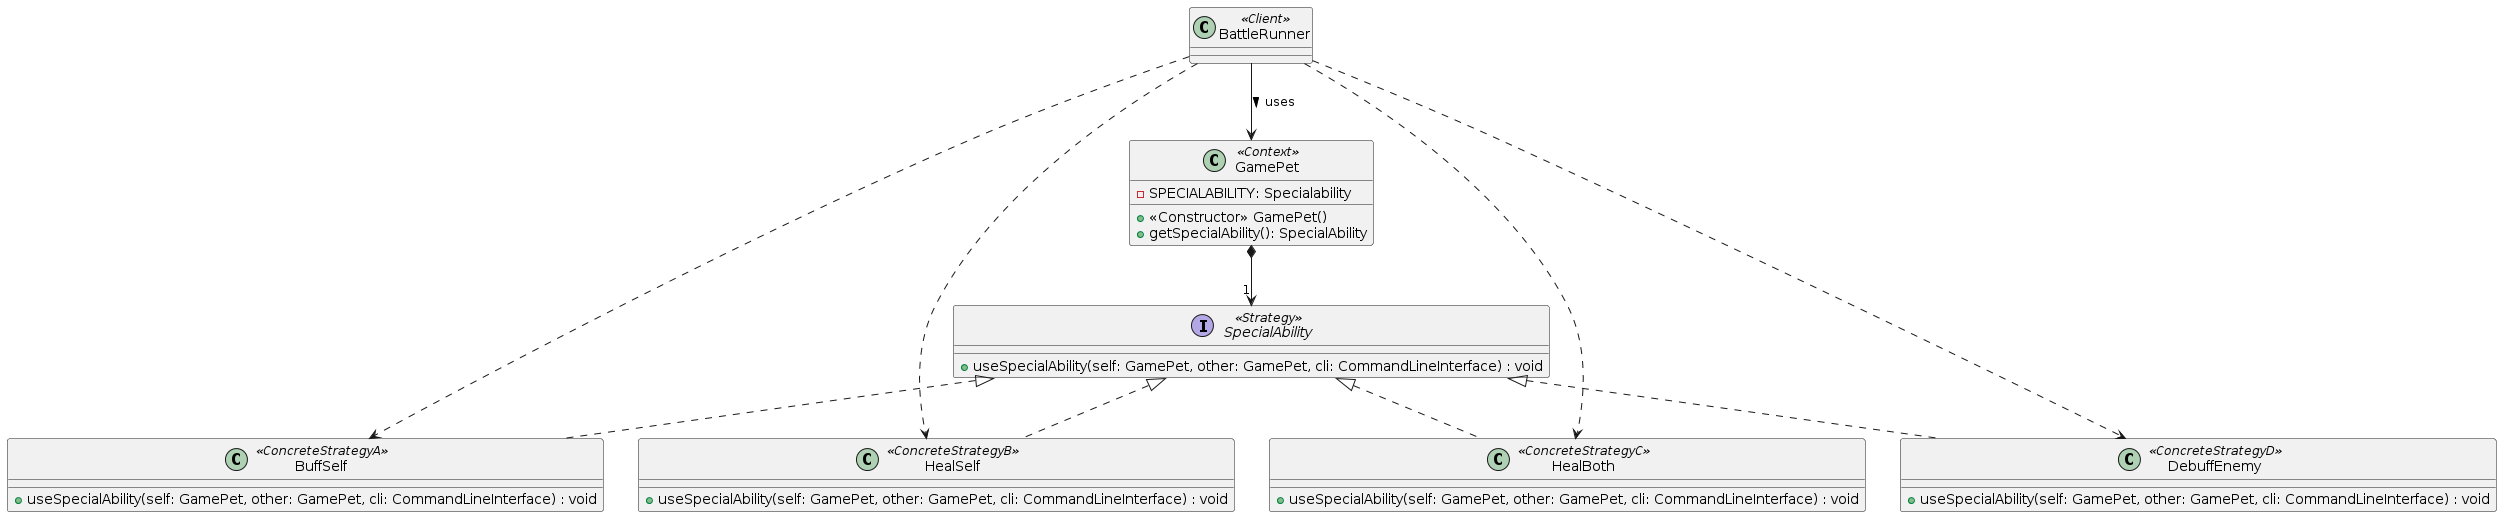 C
«Client»
BattleRunner
uses
C
«Context»
GamePet
SPECIALABILITY: Specialability
«Constructor» GamePet()
getSpecialAbility(): SpecialAbility
1
I
«Strategy»
SpecialAbility
useSpecialAbility(self: GamePet, other: GamePet, cli: CommandLineInterface) : void
C
«ConcreteStrategyA»
BuffSelf
useSpecialAbility(self: GamePet, other: GamePet, cli: CommandLineInterface) : void
C
«ConcreteStrategyB»
HealSelf
useSpecialAbility(self: GamePet, other: GamePet, cli: CommandLineInterface) : void
C
«ConcreteStrategyC»
HealBoth
useSpecialAbility(self: GamePet, other: GamePet, cli: CommandLineInterface) : void
C
«ConcreteStrategyD»
DebuffEnemy
useSpecialAbility(self: GamePet, other: GamePet, cli: CommandLineInterface) : void